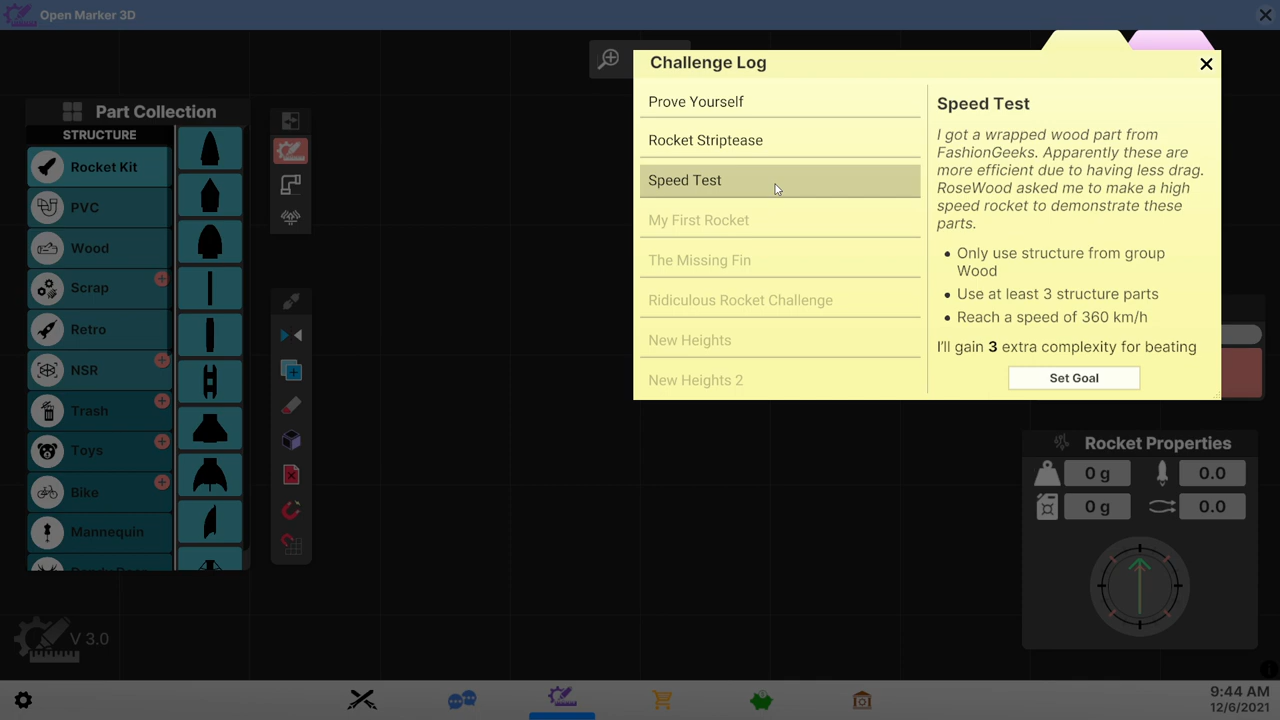 Open Marker 3D
Challenge Log
Prove Yourself
Rocket Striptease
Speed Test
My First Rocket
The Missing Fin
Ridiculous Rocket Challenge
New Heights
New Heights 2
Speed Test
I got a wrapped wood part from
FashionGeeks. Apparently these are
more efficient due to having less drag.
RoseWood asked me to make a high
speed rocket to demonstrate these
parts.
• Only use structure from group
Wood
• Use at least 3 structure parts
• Reach a speed of 360 km/h
I'll gain 3 extra complexity for beating
Set Goal
Part Collection
STRUCTURE
Rocket Kit
PVC
Wood
Scrap
Retro
NSR
Trash
Toys
Bike
Mannequin
Rocket Properties
0 g
0.0
0 g
0.0
V 3.0
9:44 AM
12/6/2021